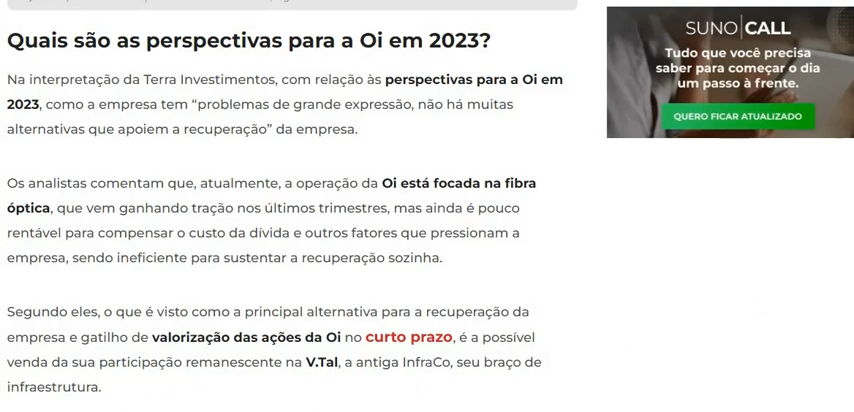 Quais são as perspectivas para a Oi em 2023?
Na interpretação da Terra Investimentos, com relação às perspectivas para a Oi em
2023, como a empresa tem “problemas de grande expressão, não há muitas
alternativas que apoiem a recuperação” da empresa.
Os analistas comentam que, atualmente, a operação da Oi está focada na fibra
óptica, que vem ganhando tração nos últimos trimestres, mas ainda é pouco
rentável para compensar o custo da dívida e outros fatores que pressionam a
empresa, sendo ineficiente para sustentar a recuperação sozinha.
Segundo eles, o que é visto como a principal alternativa para a recuperação da
empresa e gatilho de valorização das ações da Oi no curto prazo, é a possível
venda da sua participação remanescente na V.Tal, a antiga InfraCo, seu braço de
infraestrutura.
SUNO|CALL
Tudo que você precisa
saber para começar o dia
um passo à frente.
QUERO FICAR ATUALIZADO